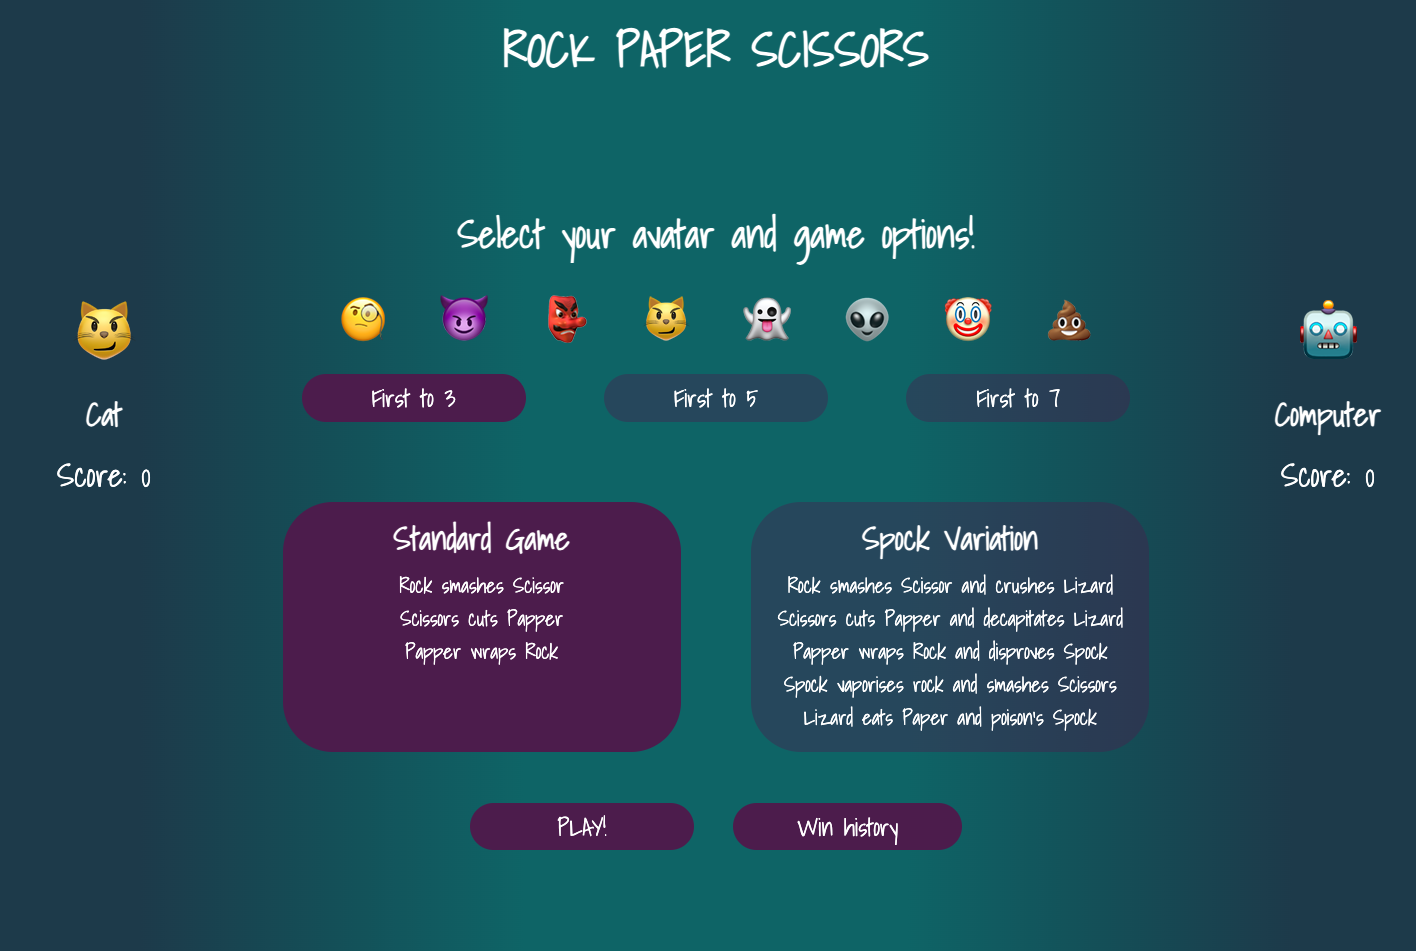 ROCK PAPER SCISSORS
Select your avatar and game options!
First to 3
First to 5
First to 7
Cat
Score: 0
Computer
Score: 0
Standard Game
Rock smashes Scissor
Scissors cuts Papper
Papper wraps Rock
Spock Variation
Rock smashes Scissor and crushes Lizard
Scissors cuts Papper and decapitates Lizard
Papper wraps Rock and disproves Spock
Spock vaporises rock and smashes Scissors
Lizard eats Paper and poison's Spock
PLAY!
Win history